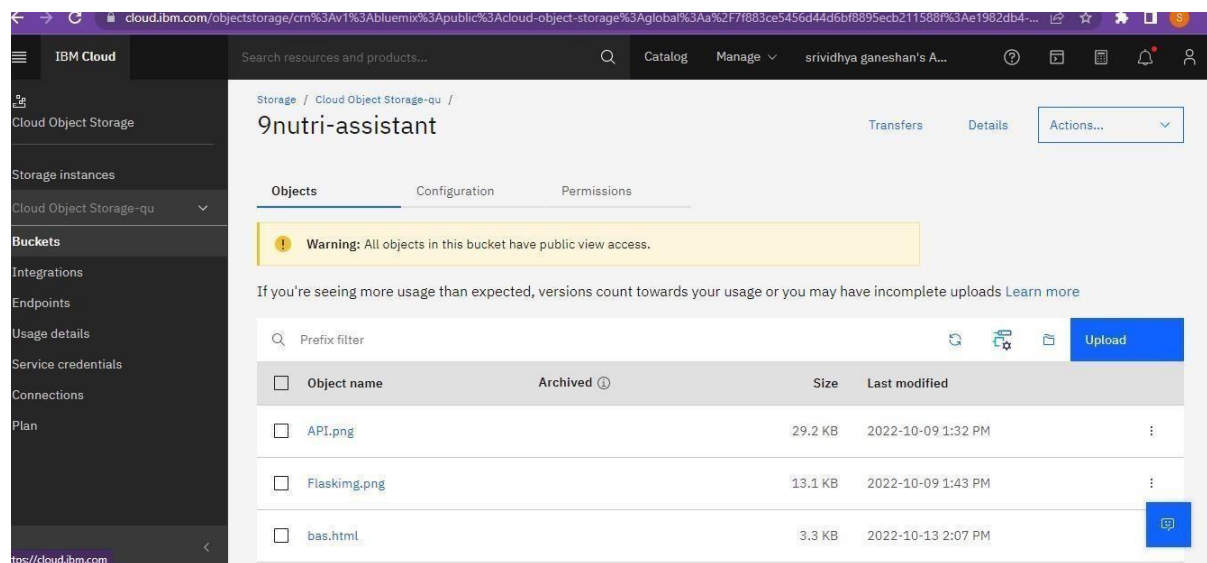 cloud.ibm.com/objectstorage/crn%3Av1%3Abluemix%3Apublic%3Acloud-object-storage%3Aglobal%3Aa%2F7f883ce5456d44d6bf8895ecb211588f%3Ae1982db4-...
S
IBM Cloud
Search resources and products...
Catalog
Manage
srividhya ganeshan's A...
Cloud Object Storage
Storage instances
Cloud Object Storage-qu
Buckets
Integrations
Endpoints
Usage details
Service credentials
Connections
Plan
tps://cloud.ibm.com
Storage / Cloud Object Storage-qu /
9nutri-assistant
Transfers
Details
Actions...
Objects
Configuration
Permissions
Warning: All objects in this bucket have public view access.
If you're seeing more usage than expected, versions count towards your usage or you may have incomplete uploads Learn more
Prefix filter
Upload
Object name Archived Size Last modified
API.png 29.2 KB 2022-10-09 1:32 PM
Flaskimg.png 13.1 KB 2022-10-09 1:43 PM
bas.html 3.3 KB 2022-10-13 2:07 PM